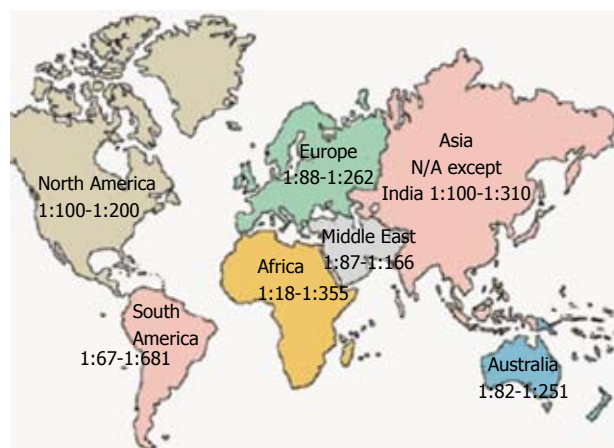 North America
1:100-1:200
Europe
1:88-1:262
Asia
N/A except
India 1:100-1:310
Middle East
1:87-1:166
Africa
1:18-1:355
South
America
1:67-1:681
Australia
1:82-1:251